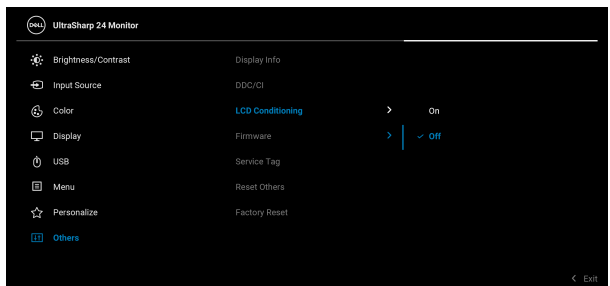 DELL UltraSharp 24 Monitor
Brightness/Contrast Display Info
Input Source DDC/CI
Color LCD Conditioning > On
Display Firmware > ✓ Off
USB Service Tag
Menu Reset Others
Personalize Factory Reset
Others
< Exit